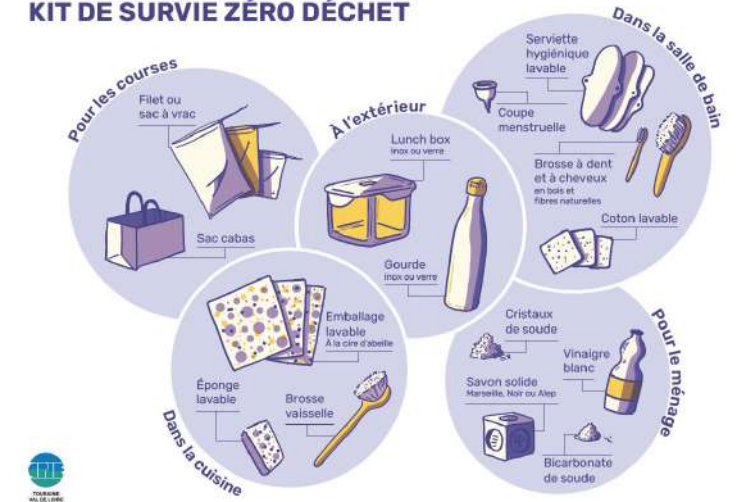 KIT DE SURVIE ZÉRO DÉCHET
Pour les courses
Filet ou
sac à vrac
Sac cabas
À l'extérieur
Lunch box
Inox ou verre
Gourde
Inox ou verre
Dans la salle de bain
Serviette
hygiénique
lavable
Coupe
menstruelle
Brosse à dent
et à cheveux
en bois et
fibres naturelles
Coton lavable
Dans la cuisine
Emballage
lavable
À la cire d'abeille
Éponge
lavable
Brosse
vaisselle
Pour le ménage
Cristaux
de soude
Vinaigre
blanc
Savon solide
Marseille, Noir ou Alep
Bicarbonate
de soude
CPIE
TOURAINE
VAL DE LOIRE